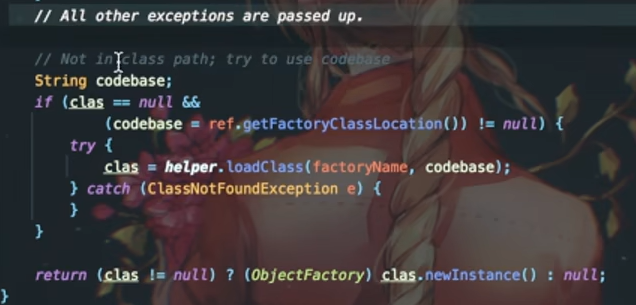 // All other exceptions are passed up.
// Not in class path; try to use codebase
String codebase;
if (clas == null &&
(codebase = ref.getFactoryClassLocation()) != null) {
try {
clas = helper.loadClass(factoryName, codebase);
} catch (ClassNotFoundException e) {
}
}
return (clas != null) ? (ObjectFactory) clas.newInstance() : null;
}